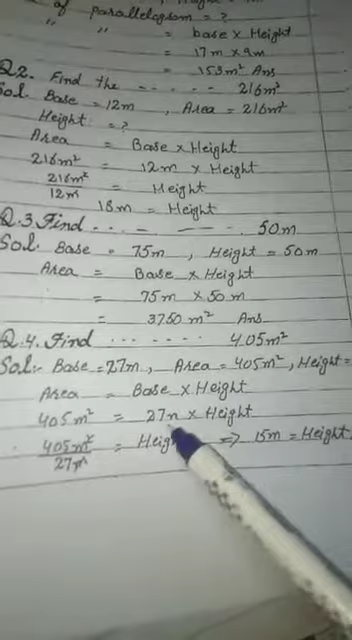 of parallelogram = ?
" " = base × Height
= 17m × 9m
= 153m² Ans
Q2. Find the ..... 216m²
Sol. Base = 12m, Area = 216m²
Height = ?
Area = Base × Height
216m² = 12m × Height
216m²/12m = Height
18m = Height
Q.3. Find .... - ---. 50m
Sol. Base = 75m, Height = 50m
Area = Base × Height
= 75m × 50m
= 3750 m² Ans
Q.4. Find ....... 405m²
Sol:- Base = 27m, Area = 405m², Height =
Area = Base × Height
405m² = 27m × Height
405m²/27m = Height ⇒ 15m = Height